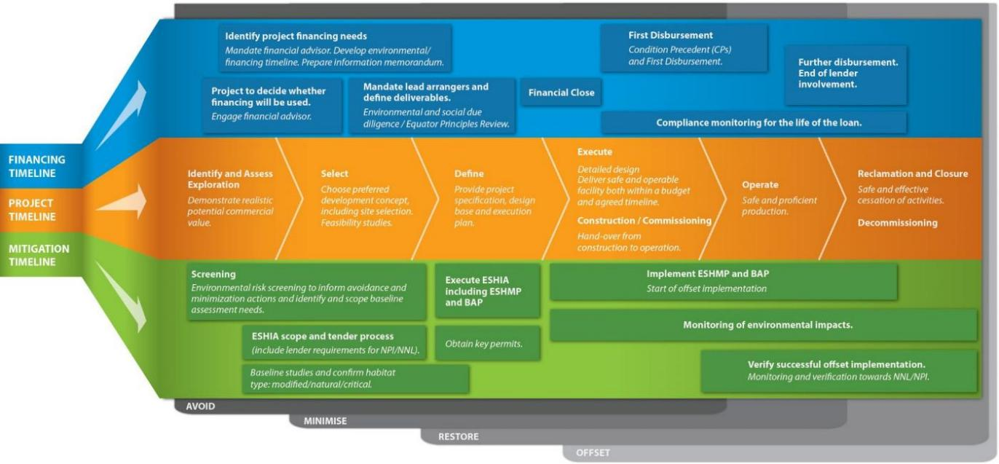 FINANCING
TIMELINE
PROJECT
TIMELINE
MITIGATION
TIMELINE
Identify project financing needs
Mandate financial advisor. Develop environmental/
financing timeline. Prepare Information memorandum.
Project to decide whether
financing will be used.
Engage financial advisor.
Mandate lead arrangers and
define deliverables.
Environmental and social due
diligence / Equator Principles Review.
Financial Close
First Disbursement
Condition Precedent (CPs)
and First Disbursement.
Further disbursement.
End of lender
involvement.
Compliance monitoring for the life of the loan.
Identify and Assess
Exploration
Demonstrate realistic
potential commercial
value.
Select
Choose preferred
development concept,
including site selection.
Feasibility studies.
Define
Provide project
specification, design
base and execution
plan.
Execute
Detailed design
Deliver safe and operable
facility both within a budget
and agreed timeline.
Construction / Commissioning
Hand-over from
construction to operation.
Operate
Safe and proficient
production.
Reclamation and Closure
Safe and effective
cessation of activities.
Decommissioning
Screening
Environmental risk screening to inform avoidance and
minimization actions and identify and scope baseline
assessment needs.
ESHIA scope and tender process
(include lender requirements for NPI/NNL).
Baseline studies and confirm habitat
type: modified/natural/critical.
Execute ESHIA
including ESHMP
and BAP
Obtain key permits.
Implement ESHMP and BAP
Start of offset implementation
Monitoring of environmental impacts.
Verify successful offset implementation.
Monitoring and verification towards NNL/NPI.
AVOID
MINIMISE
RESTORE
OFFSET